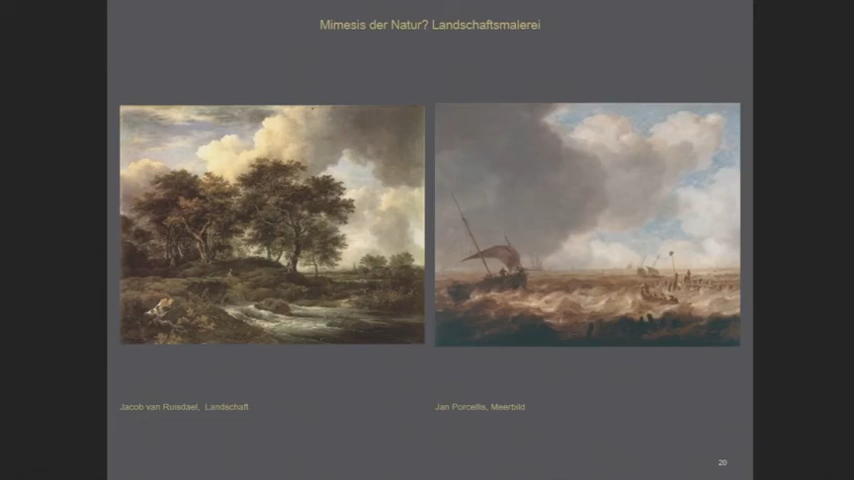 Mimesis der Natur? Landschaftsmalerei
Jacob van Ruisdael, Landschaft
Jan Porcellis, Meerbild
20